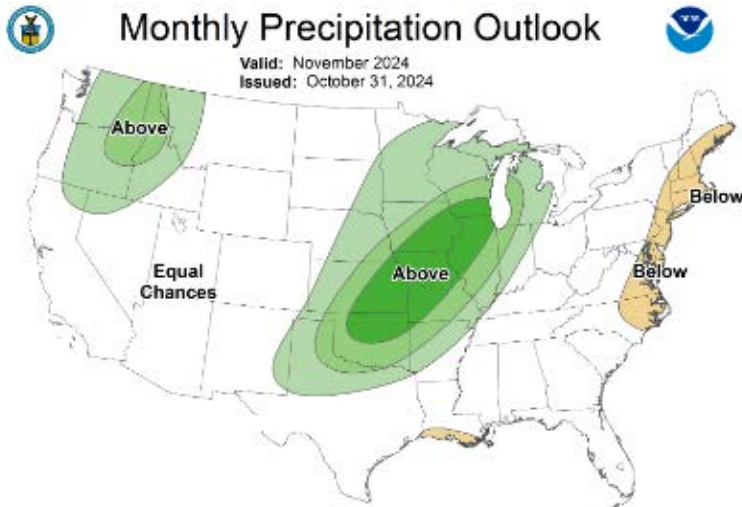 Monthly Precipitation Outlook
Valid: November 2024
Issued: October 31, 2024
Above
Below
Equal
Chances
Above
Below